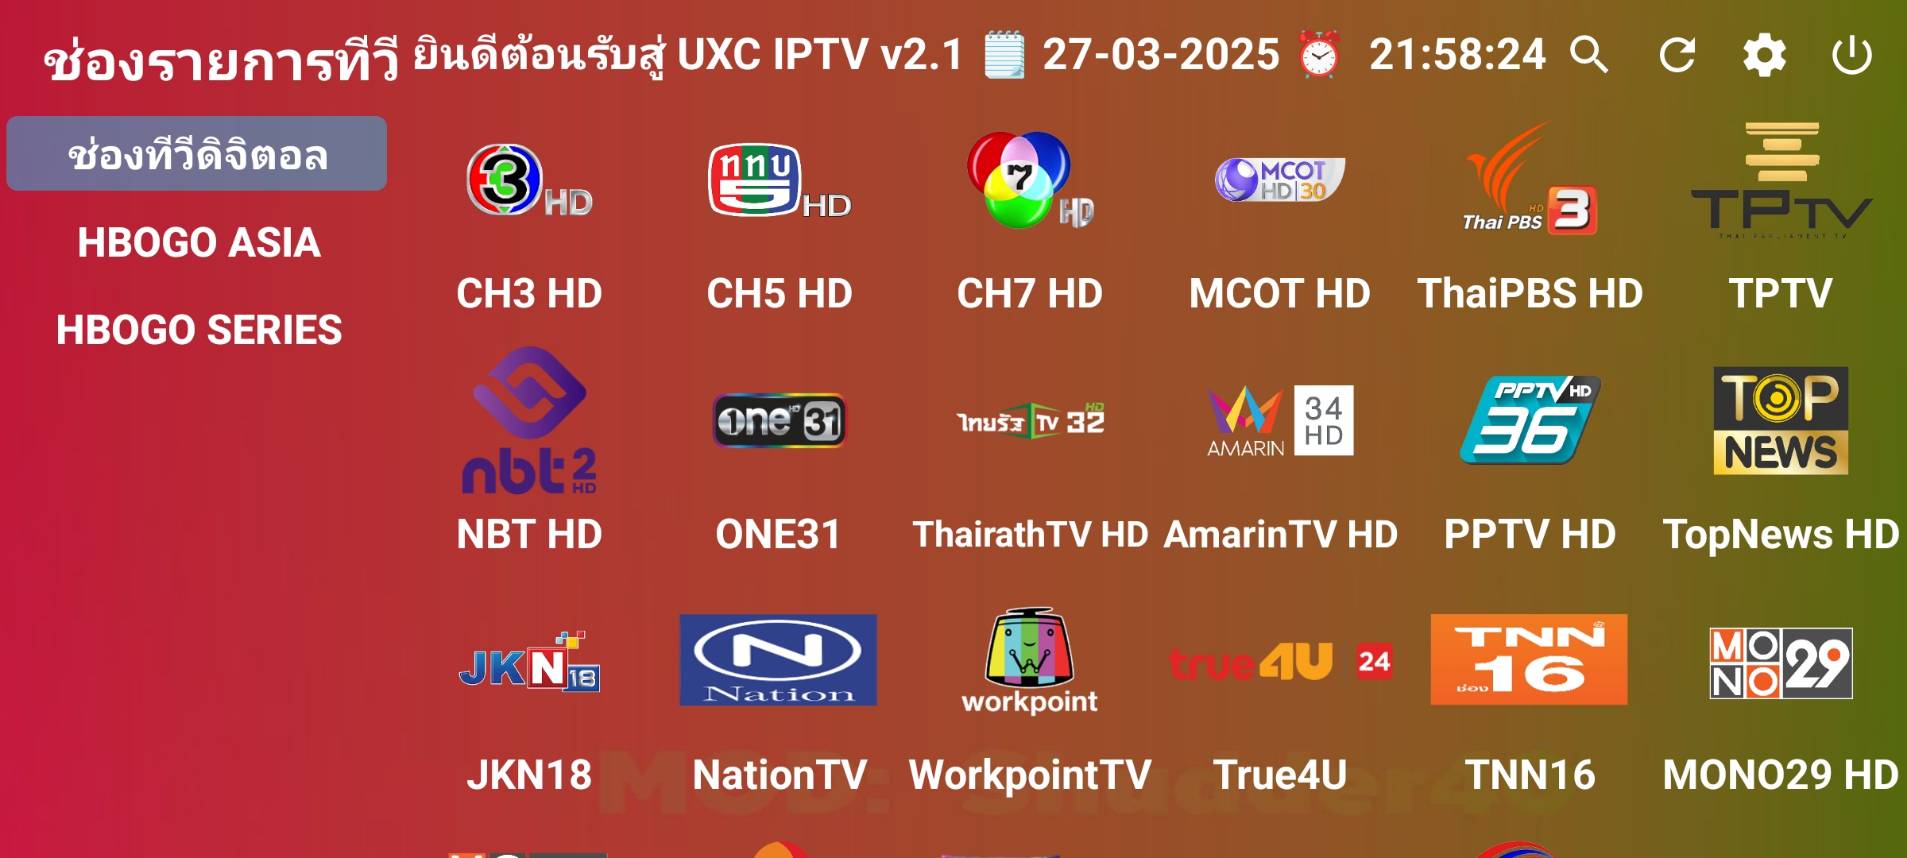 ช่องรายการทีวี ยินดีต้อนรับสู่ UXC IPTV v2.1 27-03-2025 21:58:24
ช่องทีวีดิจิตอล
HBOGO ASIA
HBOGO SERIES
3 HD
ททบ 5 HD
7 HD
MCOT HD 30
Thai PBS HD 3
TPTV
THAI PARLIAMENT TV
CH3 HD
CH5 HD
CH7 HD
MCOT HD
ThaiPBS HD
TPTV
nbt 2 HD
one HD 31
ไทยรัฐ TV HD 32
AMARIN 34 HD
PPTV HD 36
TOP NEWS
NBT HD
ONE31
ThairathTV HD
AmarinTV HD
PPTV HD
TopNews HD
JKN 18
N Nation
workpoint
true4U 24
TNN ช่อง 16
MONO 29
JKN18
NationTV
WorkpointTV
True4U
TNN16
MONO29 HD